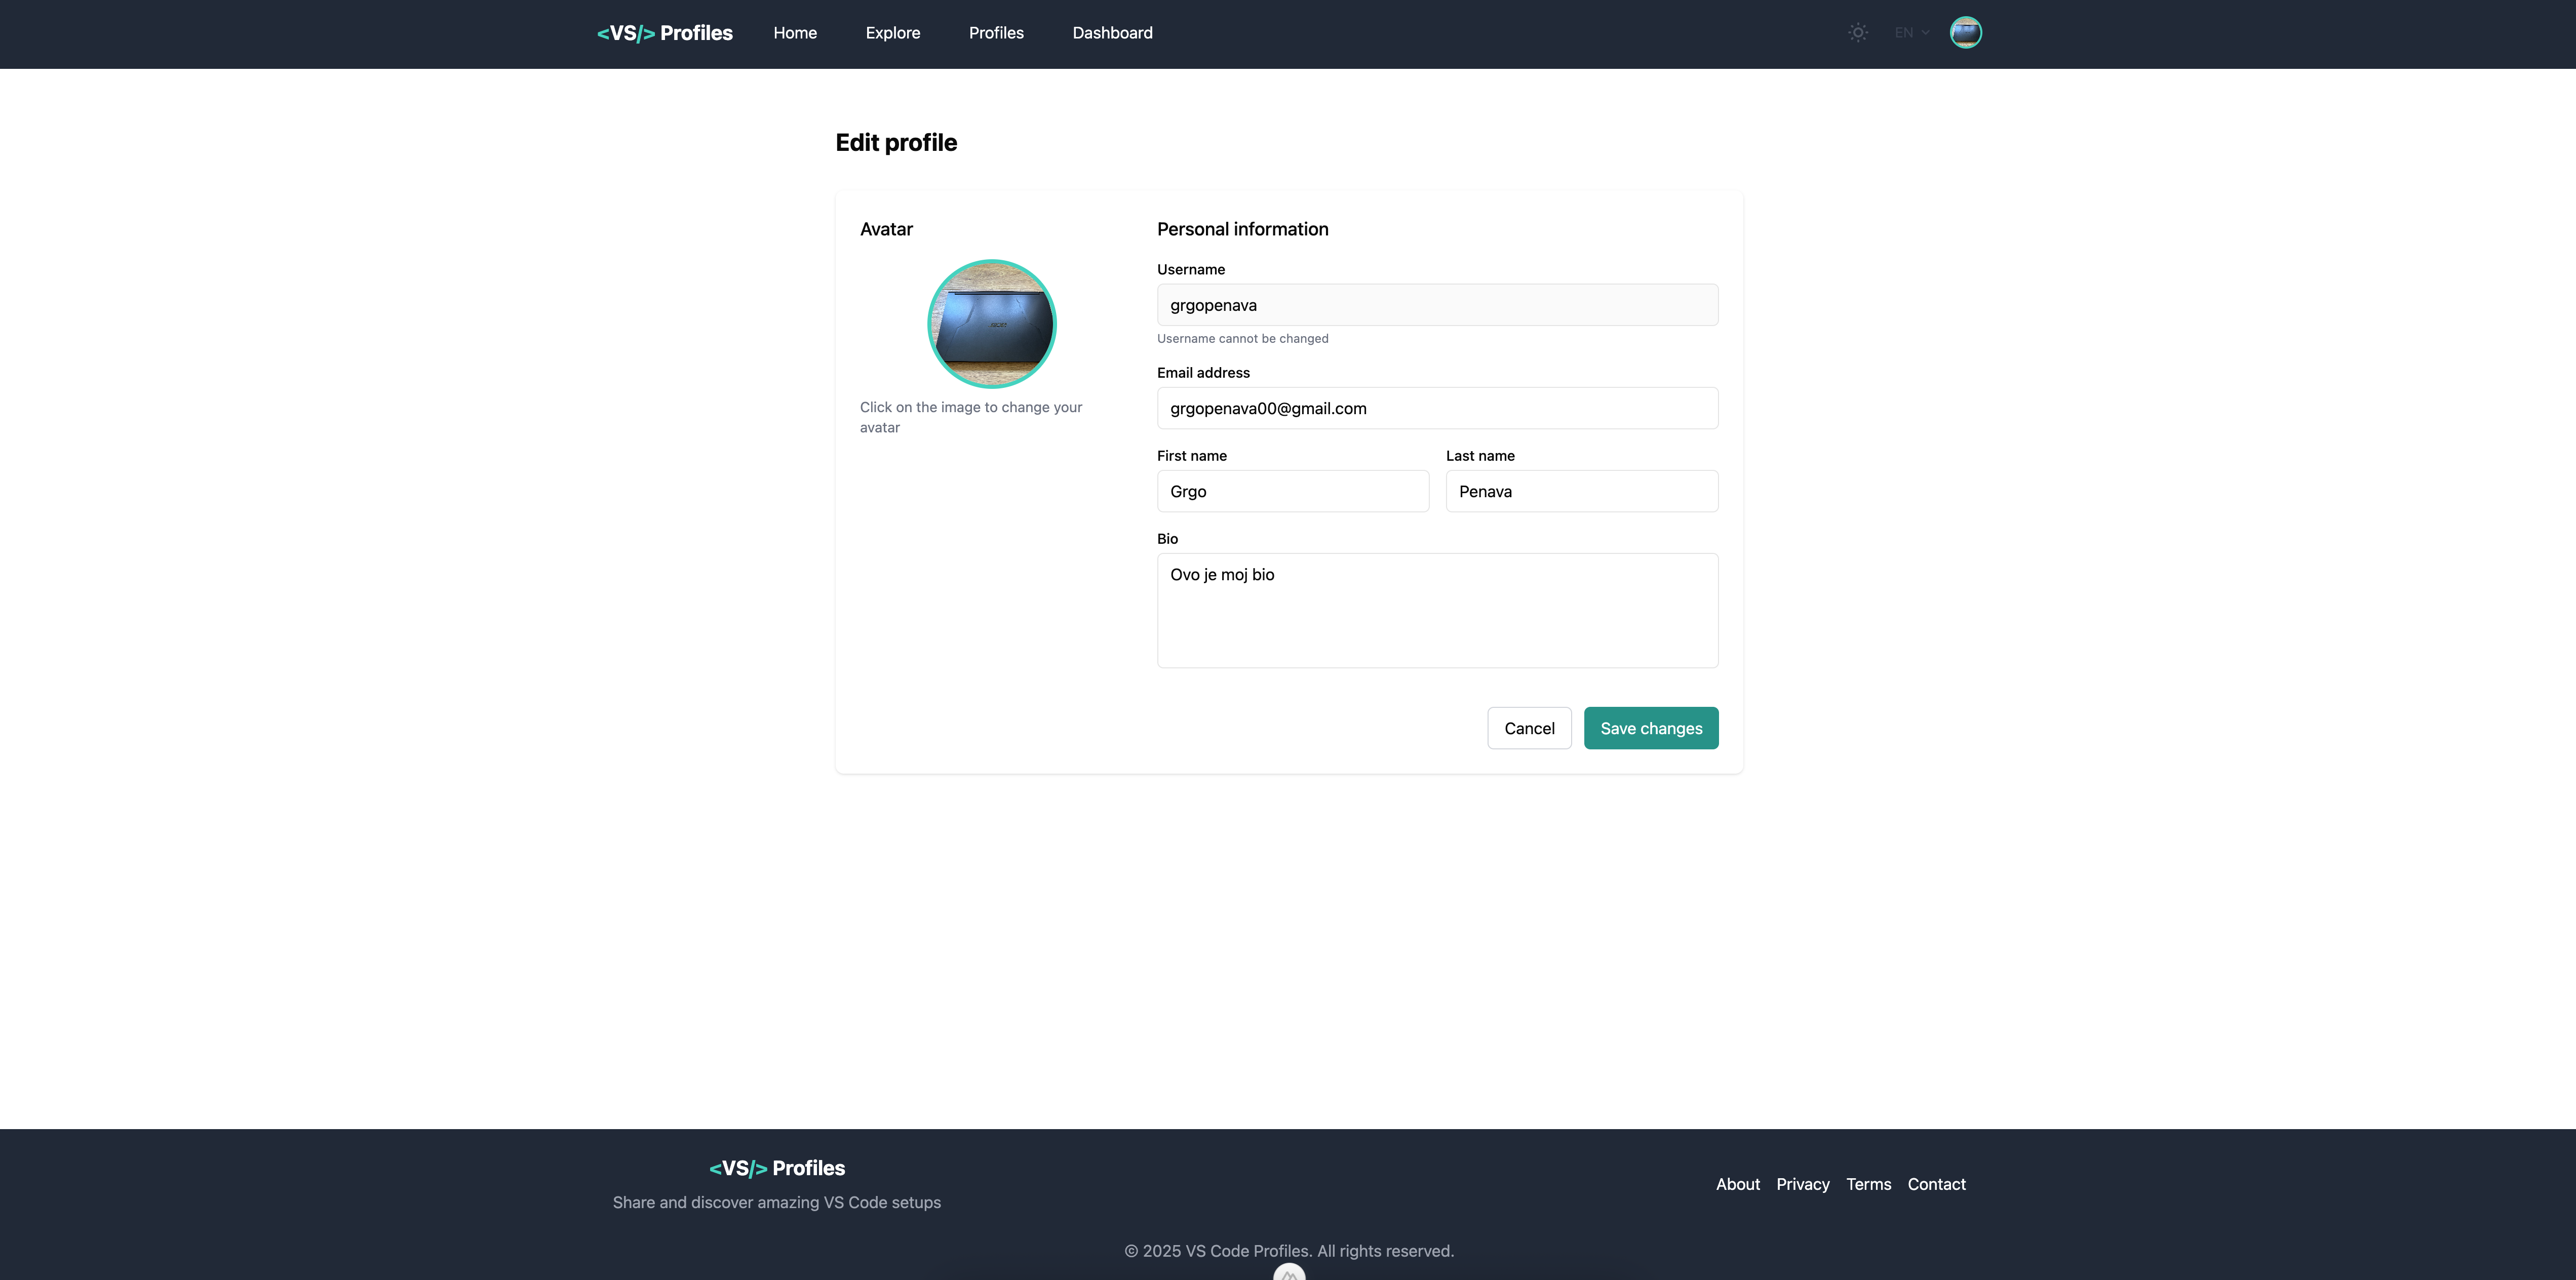 <VS/> Profiles Home Explore Profiles Dashboard EN
Edit profile
Avatar
Click on the image to change your
avatar
Personal information
Username
grgopenava
Username cannot be changed
Email address
grgopenava00@gmail.com
First name Last name
Grgo Penava
Bio
Ovo je moj bio
Cancel Save changes
<VS/> Profiles
Share and discover amazing VS Code setups
About Privacy Terms Contact
© 2025 VS Code Profiles. All rights reserved.